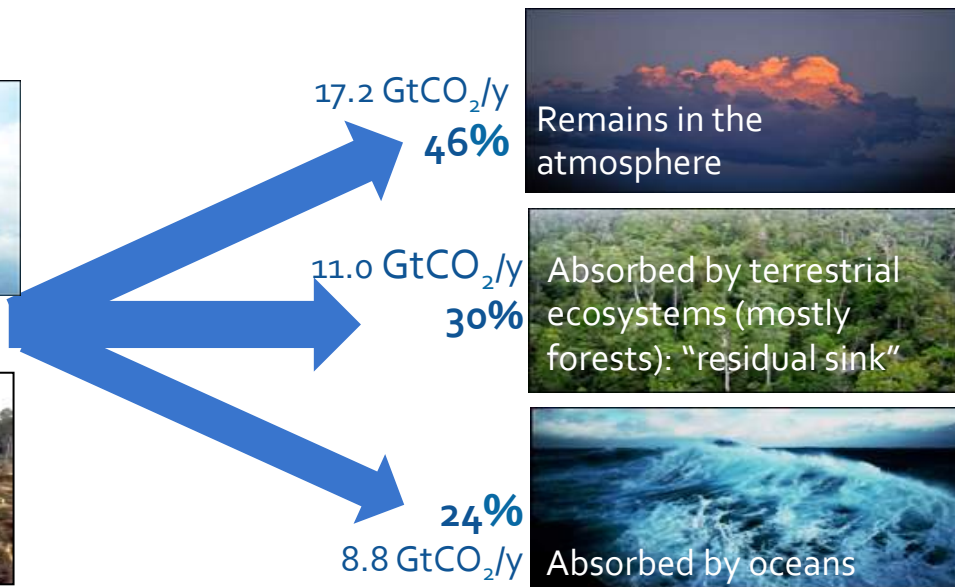 17.2 GtCO₂/y
46%
Remains in the
atmosphere
11.0 GtCO₂/y
30%
Absorbed by terrestrial
ecosystems (mostly
forests): “residual sink”
24%
8.8 GtCO₂/y
Absorbed by oceans